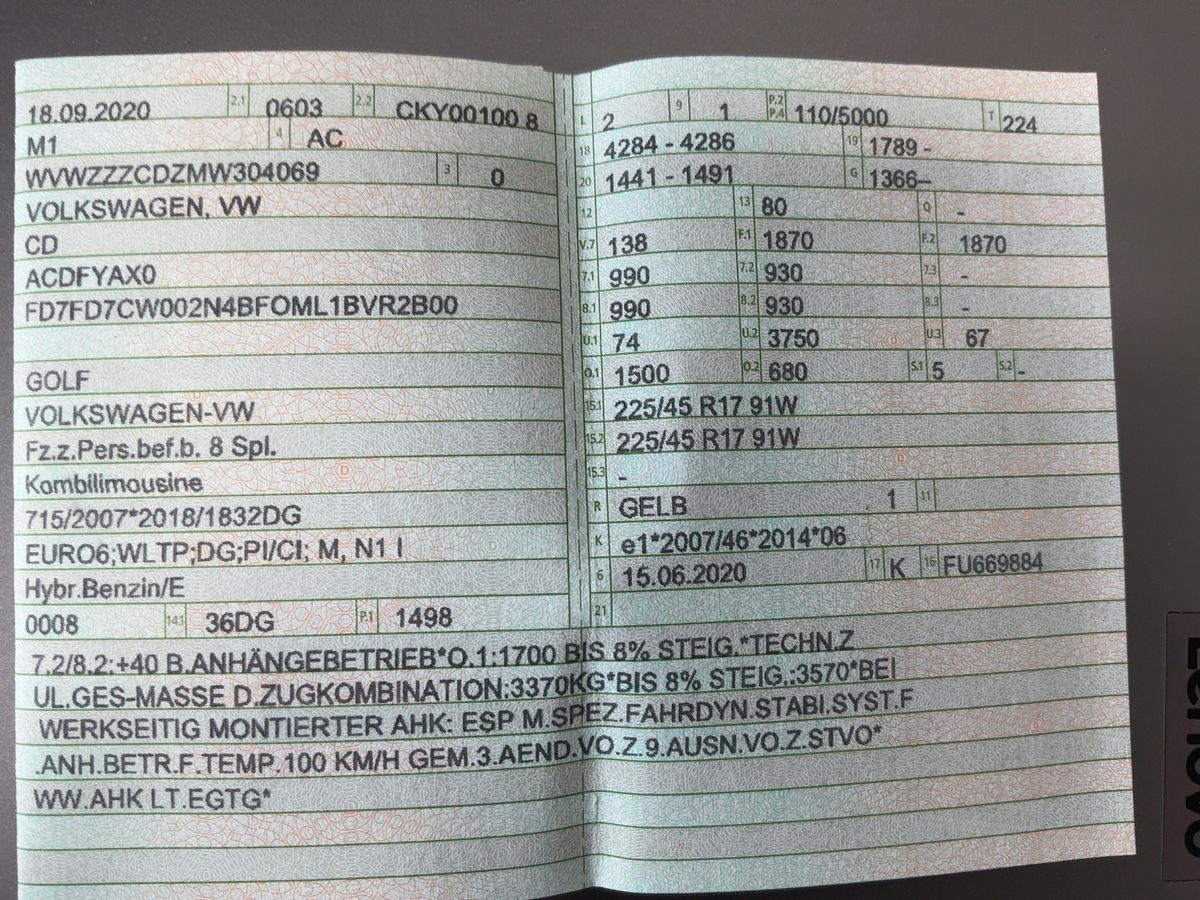 18.09.2020 2.1 0603 2.2 CKY00100 8
M1 4 AC
WVWZZZCDZMW304069 3 0
VOLKSWAGEN, VW
CD
ACDFYAX0
FD7FD7CW002N4BFOML1BVR2B00
GOLF
VOLKSWAGEN-VW
Fz.z.Pers.bef.b. 8 Spl.
Kombilimousine
715/2007*2018/1832DG
EURO6;WLTP;DG;PI/CI; M, N1 I
Hybr.Benzin/E
0008 14.1 36DG P.1 1498
L 2 9 1 P.2 P.4 110/5000 T 224
18 4284 - 4286 19 1789 -
20 1441 - 1491 G 1366–
12 13 80 Q -
V.7 138 F.1 1870 F.2 1870
7.1 990 7.2 930 7.3 -
8.1 990 8.2 930 8.3 -
U.1 74 U.2 3750 U.3 67
O.1 1500 O.2 680 S.1 5 S.2 -
15.1 225/45 R17 91W
15.2 225/45 R17 91W
15.3 -
R GELB 1 11
K e1*2007/46*2014*06
6 15.06.2020 17 K 16 FU669884
21
7.2/8.2:+40 B.ANHÄNGEBETRIEB*O.1:1700 BIS 8% STEIG.*TECHN.Z
UL.GES-MASSE D.ZUGKOMBINATION:3370KG*BIS 8% STEIG.:3570*BEI
WERKSEITIG MONTIERTER AHK: ESP M.SPEZ.FAHRDYN.STABI.SYST.F
.ANH.BETR.F.TEMP.100 KM/H GEM.3.AEND.VO.Z.9.AUSN.VO.Z.STVO*
WW.AHK LT.EGTG*